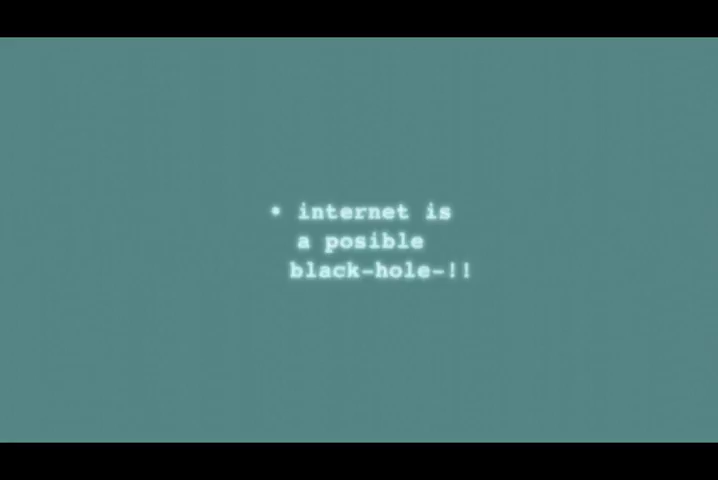 • internet is
a posible
black-hole-!!